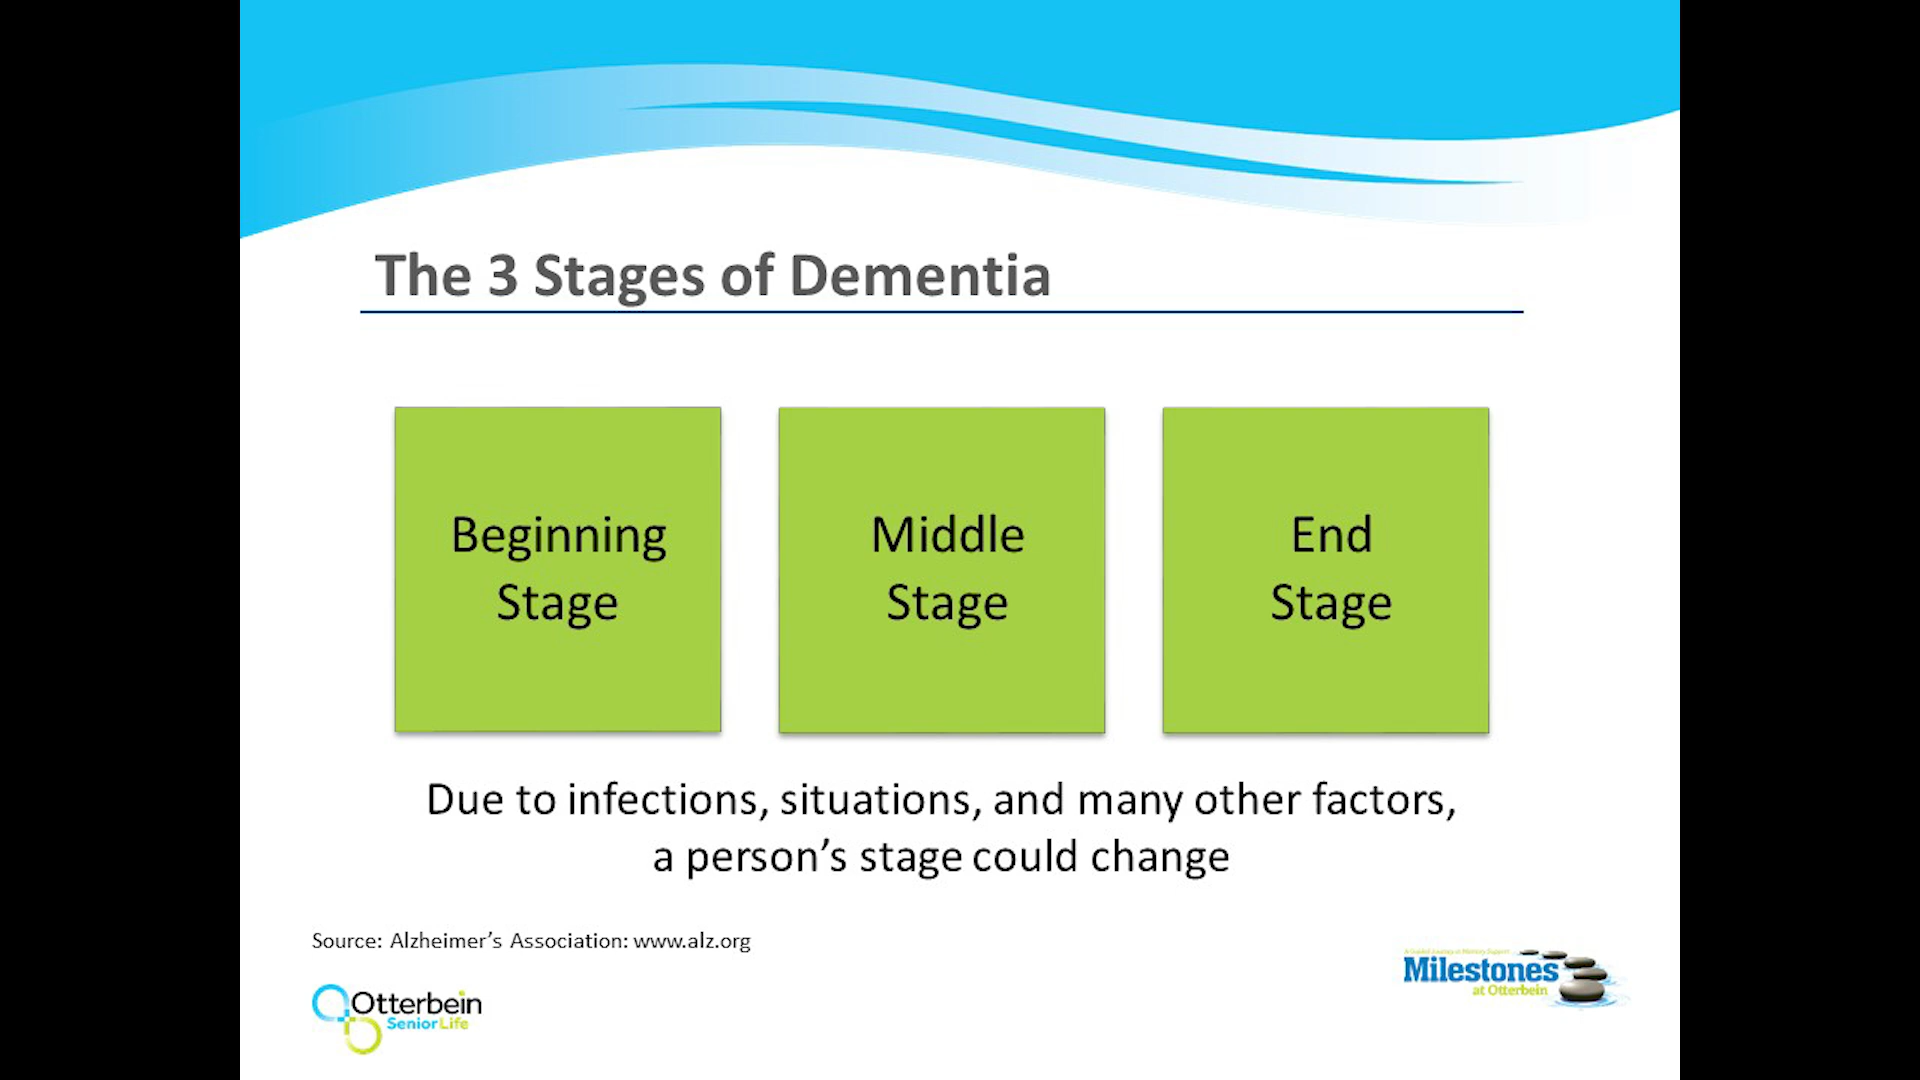 The 3 Stages of Dementia
Beginning
Stage
Middle
Stage
End
Stage
Due to infections, situations, and many other factors,
a person’s stage could change
Source: Alzheimer’s Association: www.alz.org
Otterbein
SeniorLife
Milestones
at Otterbein